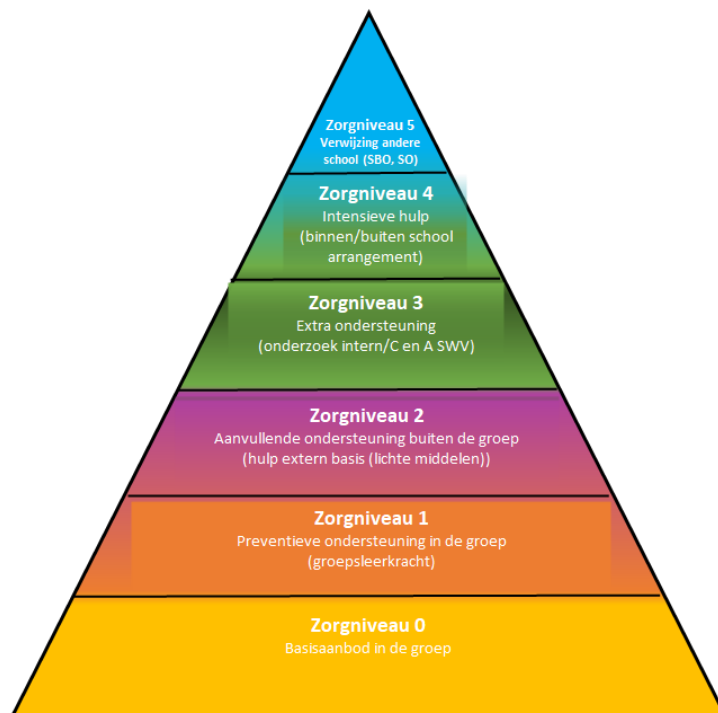 Zorgniveau 5
Verwijzing andere
school (SBO, SO)
Zorgniveau 4
Intensieve hulp
(binnen/buiten school
arrangement)
Zorgniveau 3
Extra ondersteuning
(onderzoek intern/C en A SWV)
Zorgniveau 2
Aanvullende ondersteuning buiten de groep
(hulp extern basis (lichte middelen))
Zorgniveau 1
Preventieve ondersteuning in de groep
(groepsleerkracht)
Zorgniveau 0
Basisaanbod in de groep